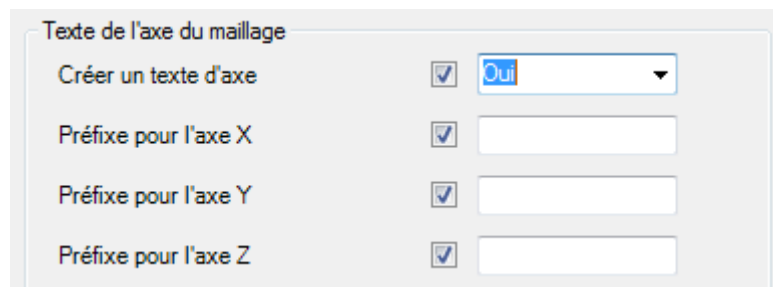 Texte de l'axe du maillage
Créer un texte d'axe Oui
Préfixe pour l'axe X
Préfixe pour l'axe Y
Préfixe pour l'axe Z